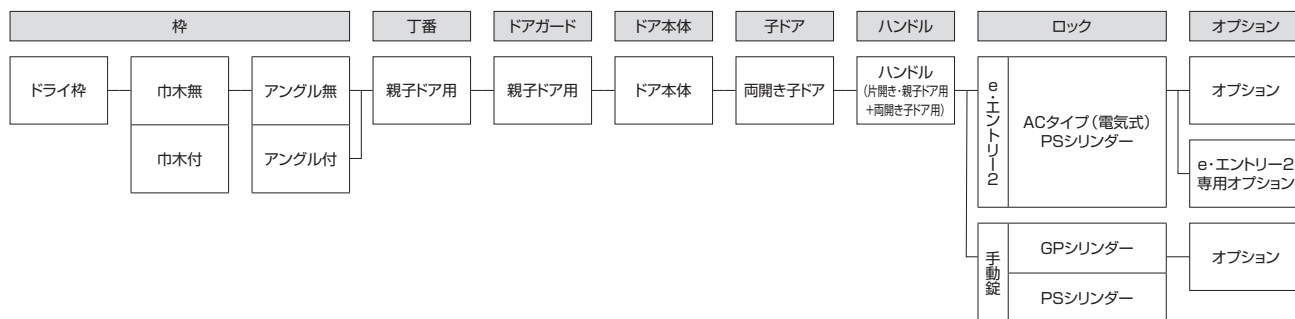 枠
丁番
ドアガード
ドア本体
子ドア
ハンドル
ロック
オプション
ドライ枠
巾木無
巾木付
アングル無
アングル付
親子ドア用
親子ドア用
ドア本体
両開き子ドア
ハンドル
(片開き・親子ドア用
+両開き子ドア用)
e・エントリー2
ACタイプ(電気式)
PSシリンダー
オプション
e・エントリー2
専用オプション
手動錠
GPシリンダー
PSシリンダー
オプション